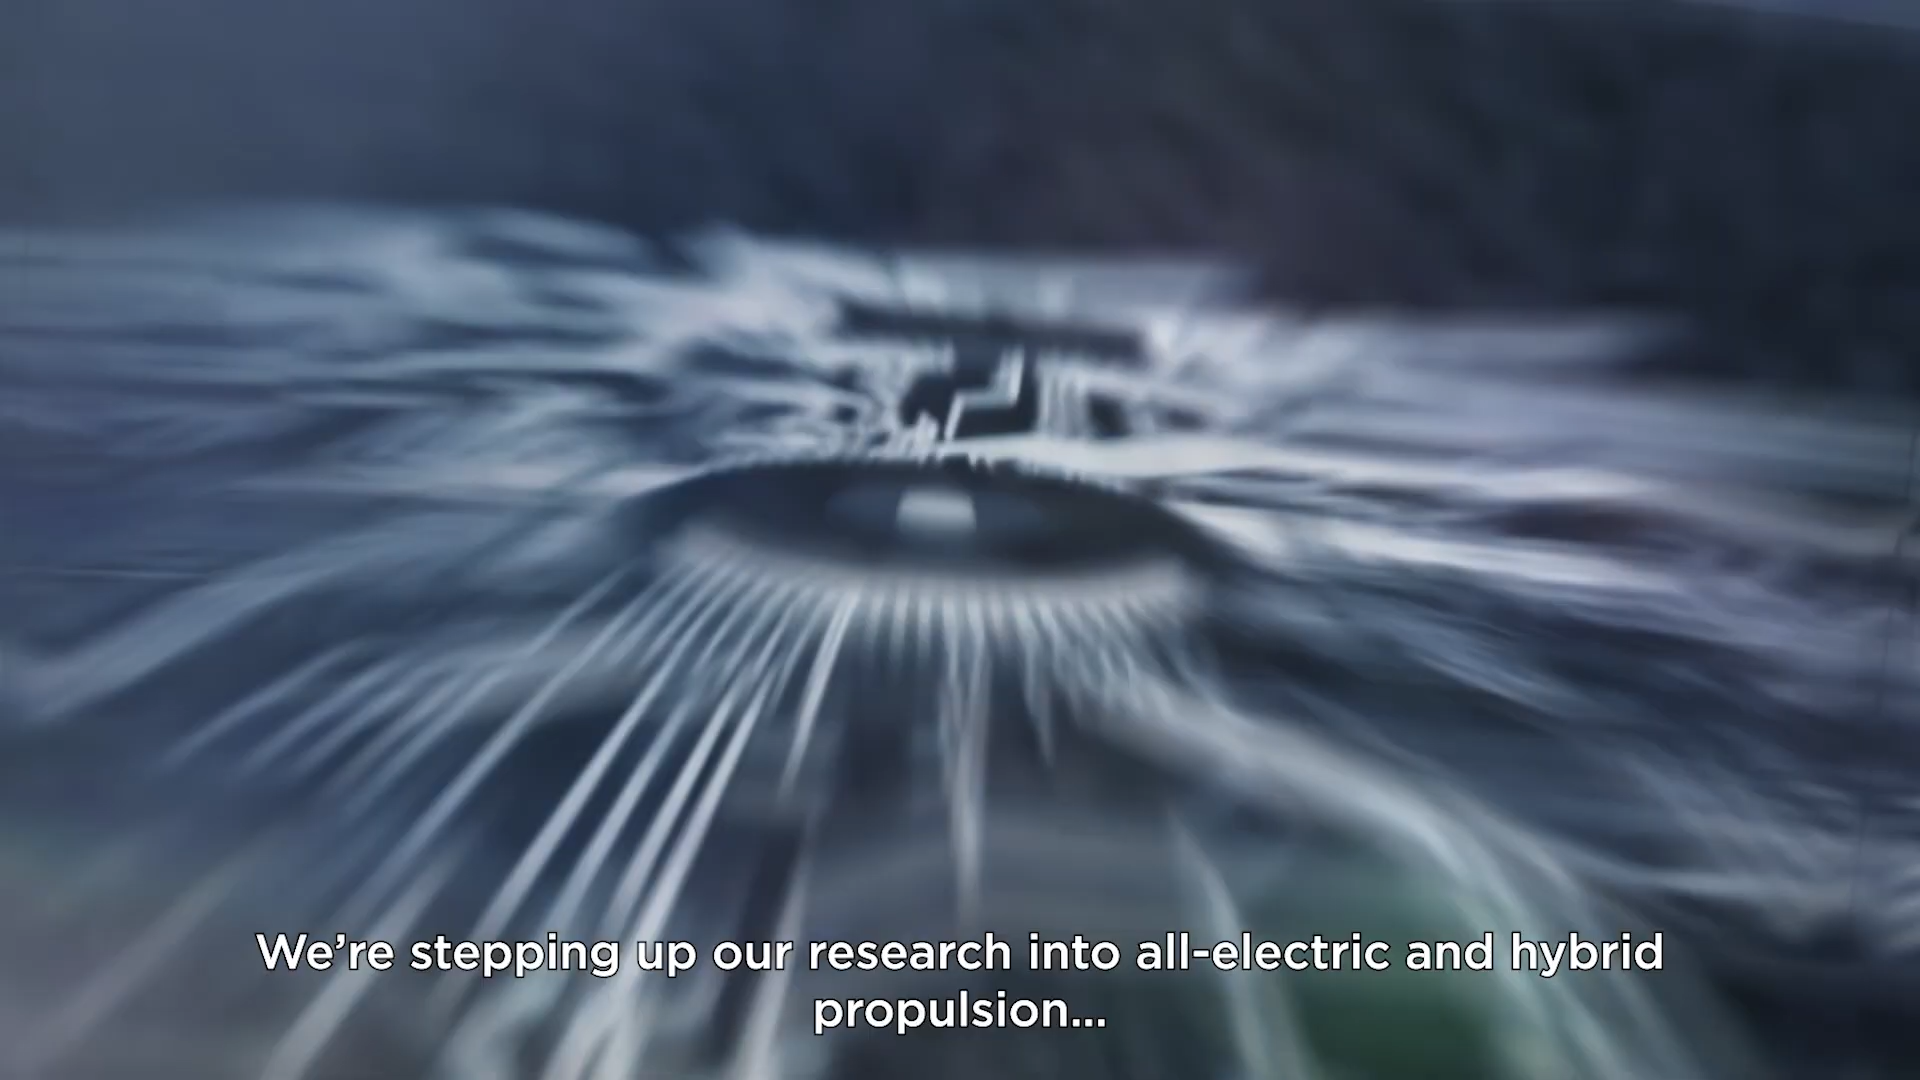 We’re stepping up our research into all-electric and hybrid
propulsion...